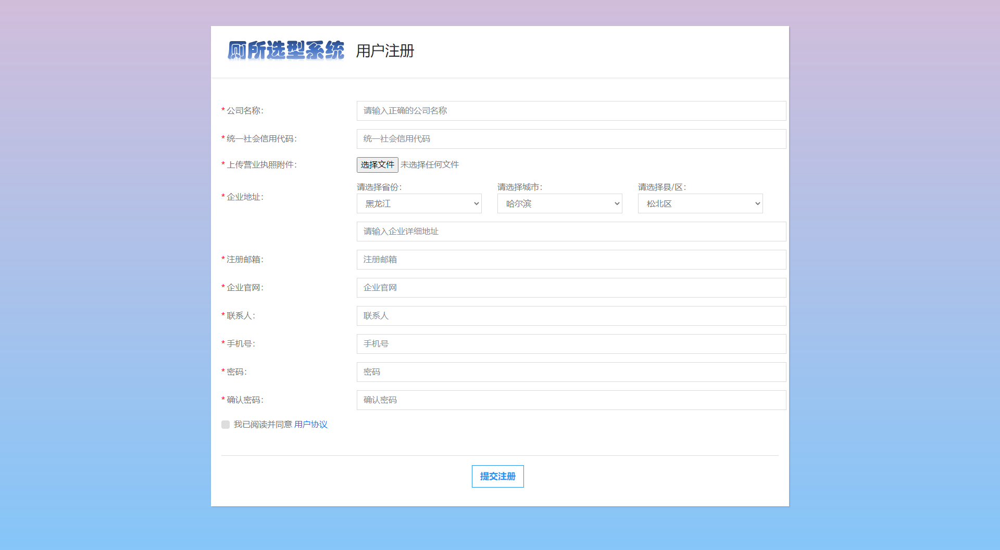 厕所选型系统 用户注册
* 公司名称: 请输入正确的公司名称
* 统一社会信用代码: 统一社会信用代码
* 上传营业执照附件: 选择文件 未选择任何文件
请选择省份: 请选择城市: 请选择县/区:
* 企业地址: 黑龙江 哈尔滨 松北区
请输入企业详细地址
* 注册邮箱: 注册邮箱
* 企业官网: 企业官网
* 联系人: 联系人
* 手机号: 手机号
* 密码: 密码
* 确认密码: 确认密码
我已阅读并同意 用户协议
提交注册